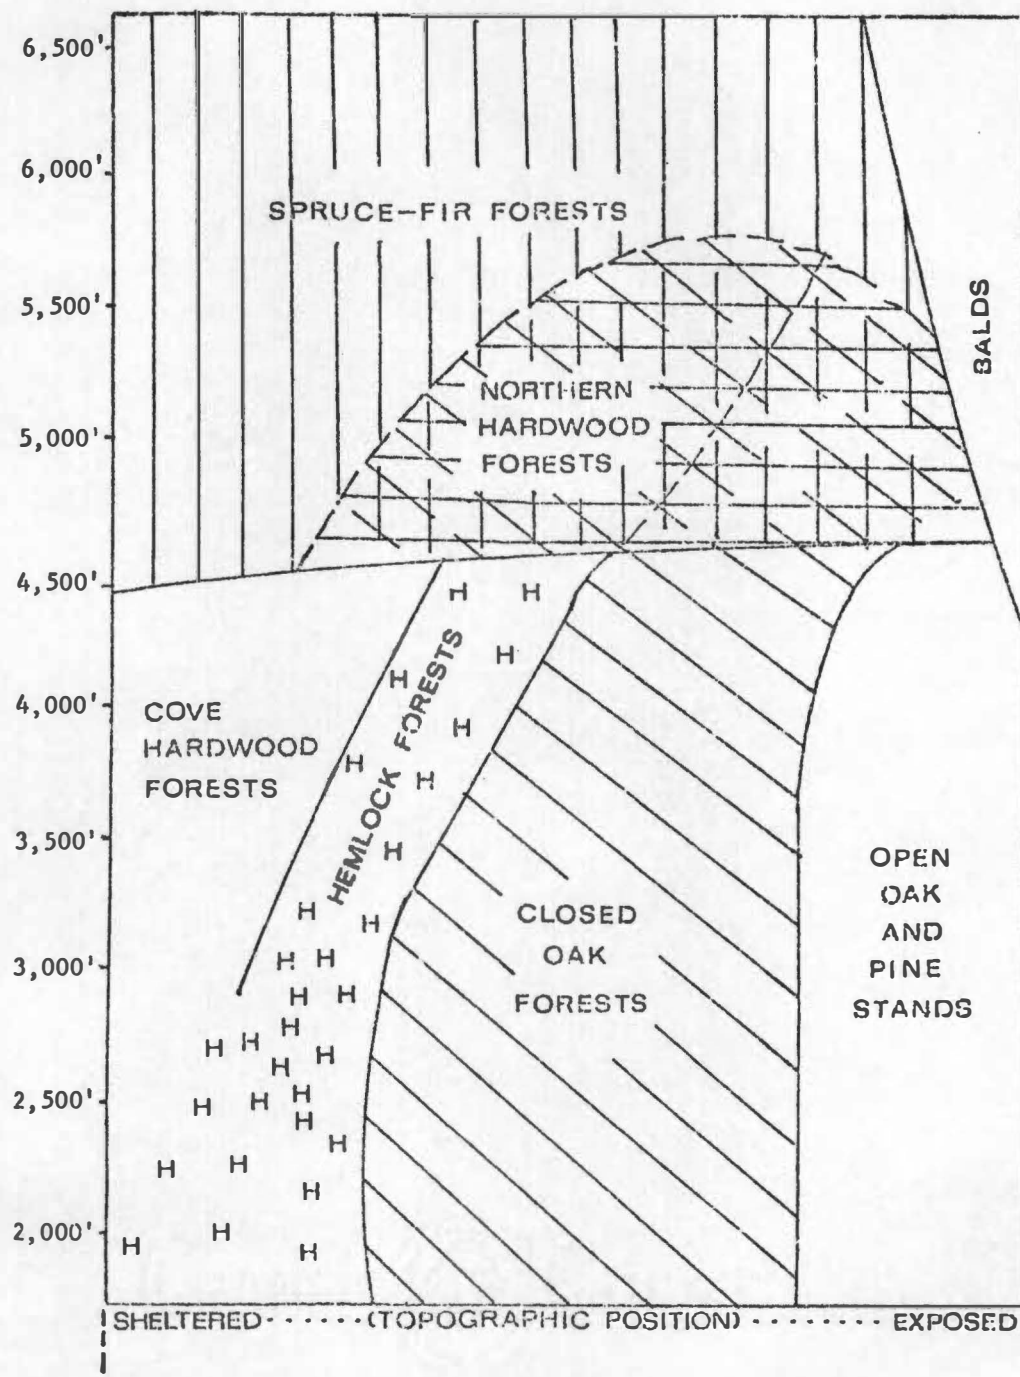 6,500'
6,000'
SPRUCE-FIR FORESTS
5,500'
BALDS
NORTHERN
HARDWOOD
FORESTS
5,000'
4,500'
H H
H
H
H
H
H
H
H
H
HEMLOCK FORESTS
4,000'
COVE
HARDWOOD
FORESTS
3,500'
OPEN
OAK
AND
PINE
STANDS
CLOSED
OAK
FORESTS
3,000'
H H
H H
H
H H
H
H
H
H H
H
H
2,500'
H H
H
2,000'
H
H
H
SHELTERED - - - - - - (TOPOGRAPHIC POSITION) - - - - - - - EXPOSED